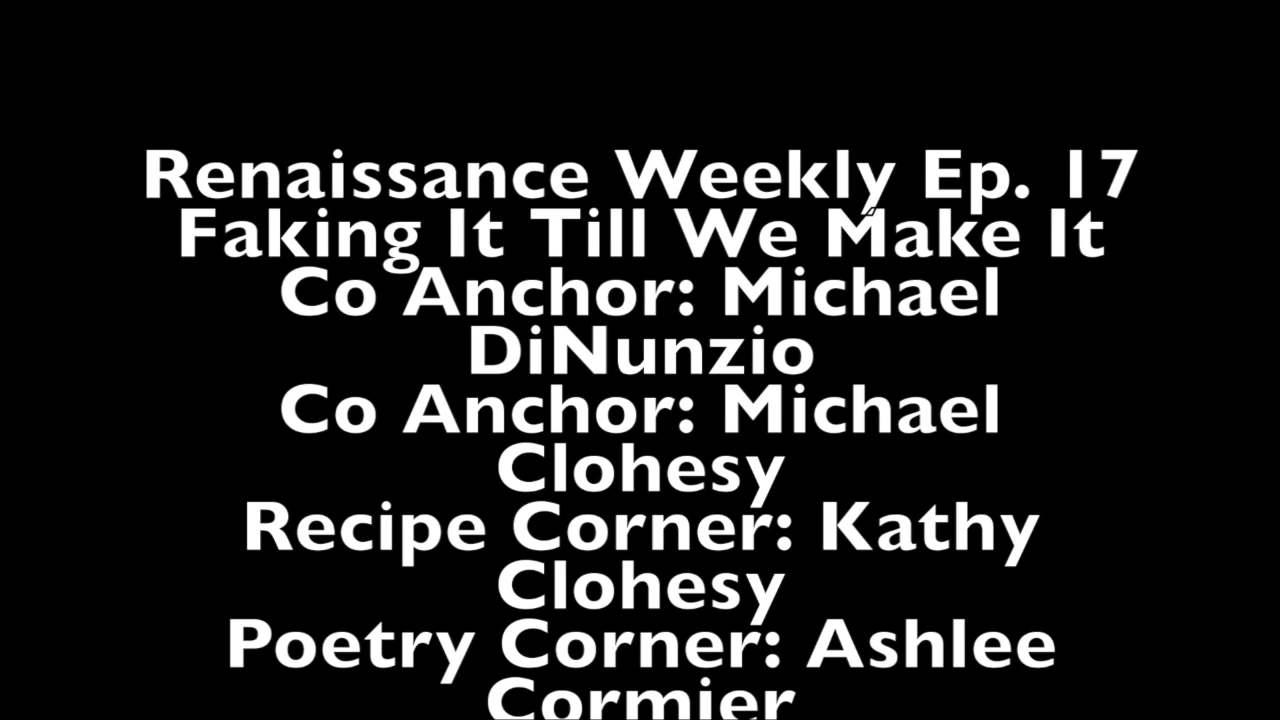 Renaissance Weekly Ep. 17
Faking It Till We Make It
Co Anchor: Michael
DiNunzio
Co Anchor: Michael
Clohesy
Recipe Corner: Kathy
Clohesy
Poetry Corner: Ashlee
Cormier